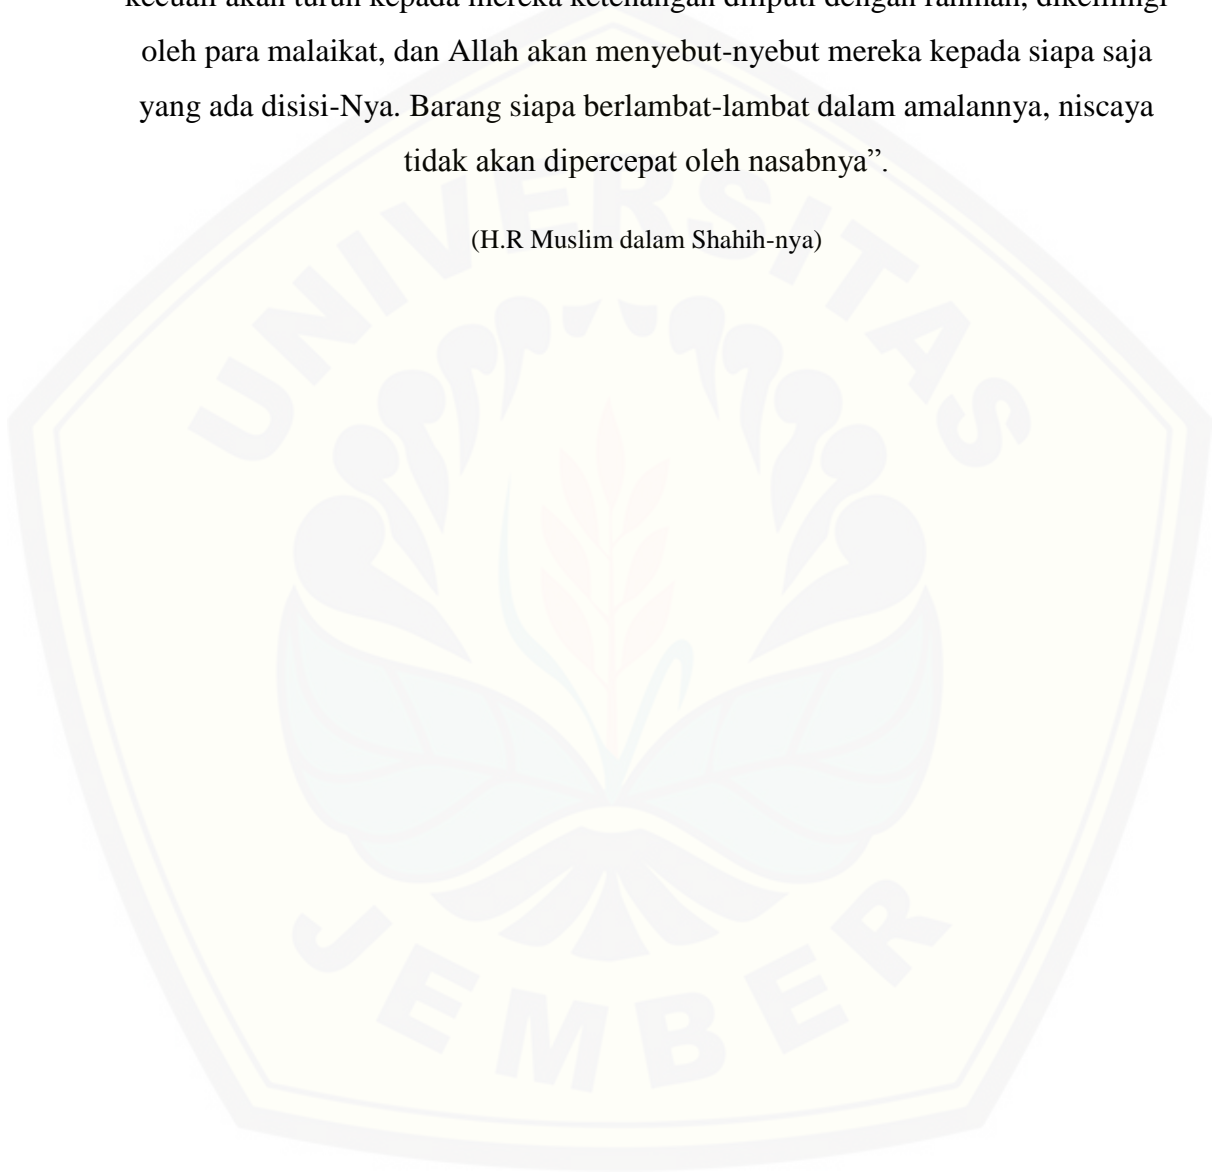 kecuali akan turun kepada mereka ketenangan diliputi dengan rahmah, dikelilingi
oleh para malaikat, dan Allah akan menyebut-nyebut mereka kepada siapa saja
yang ada disisi-Nya. Barang siapa berlambat-lambat dalam amalannya, niscaya
tidak akan dipercepat oleh nasabnya”.
(H.R Muslim dalam Shahih-nya)
UNIVERSITAS
JEMBER